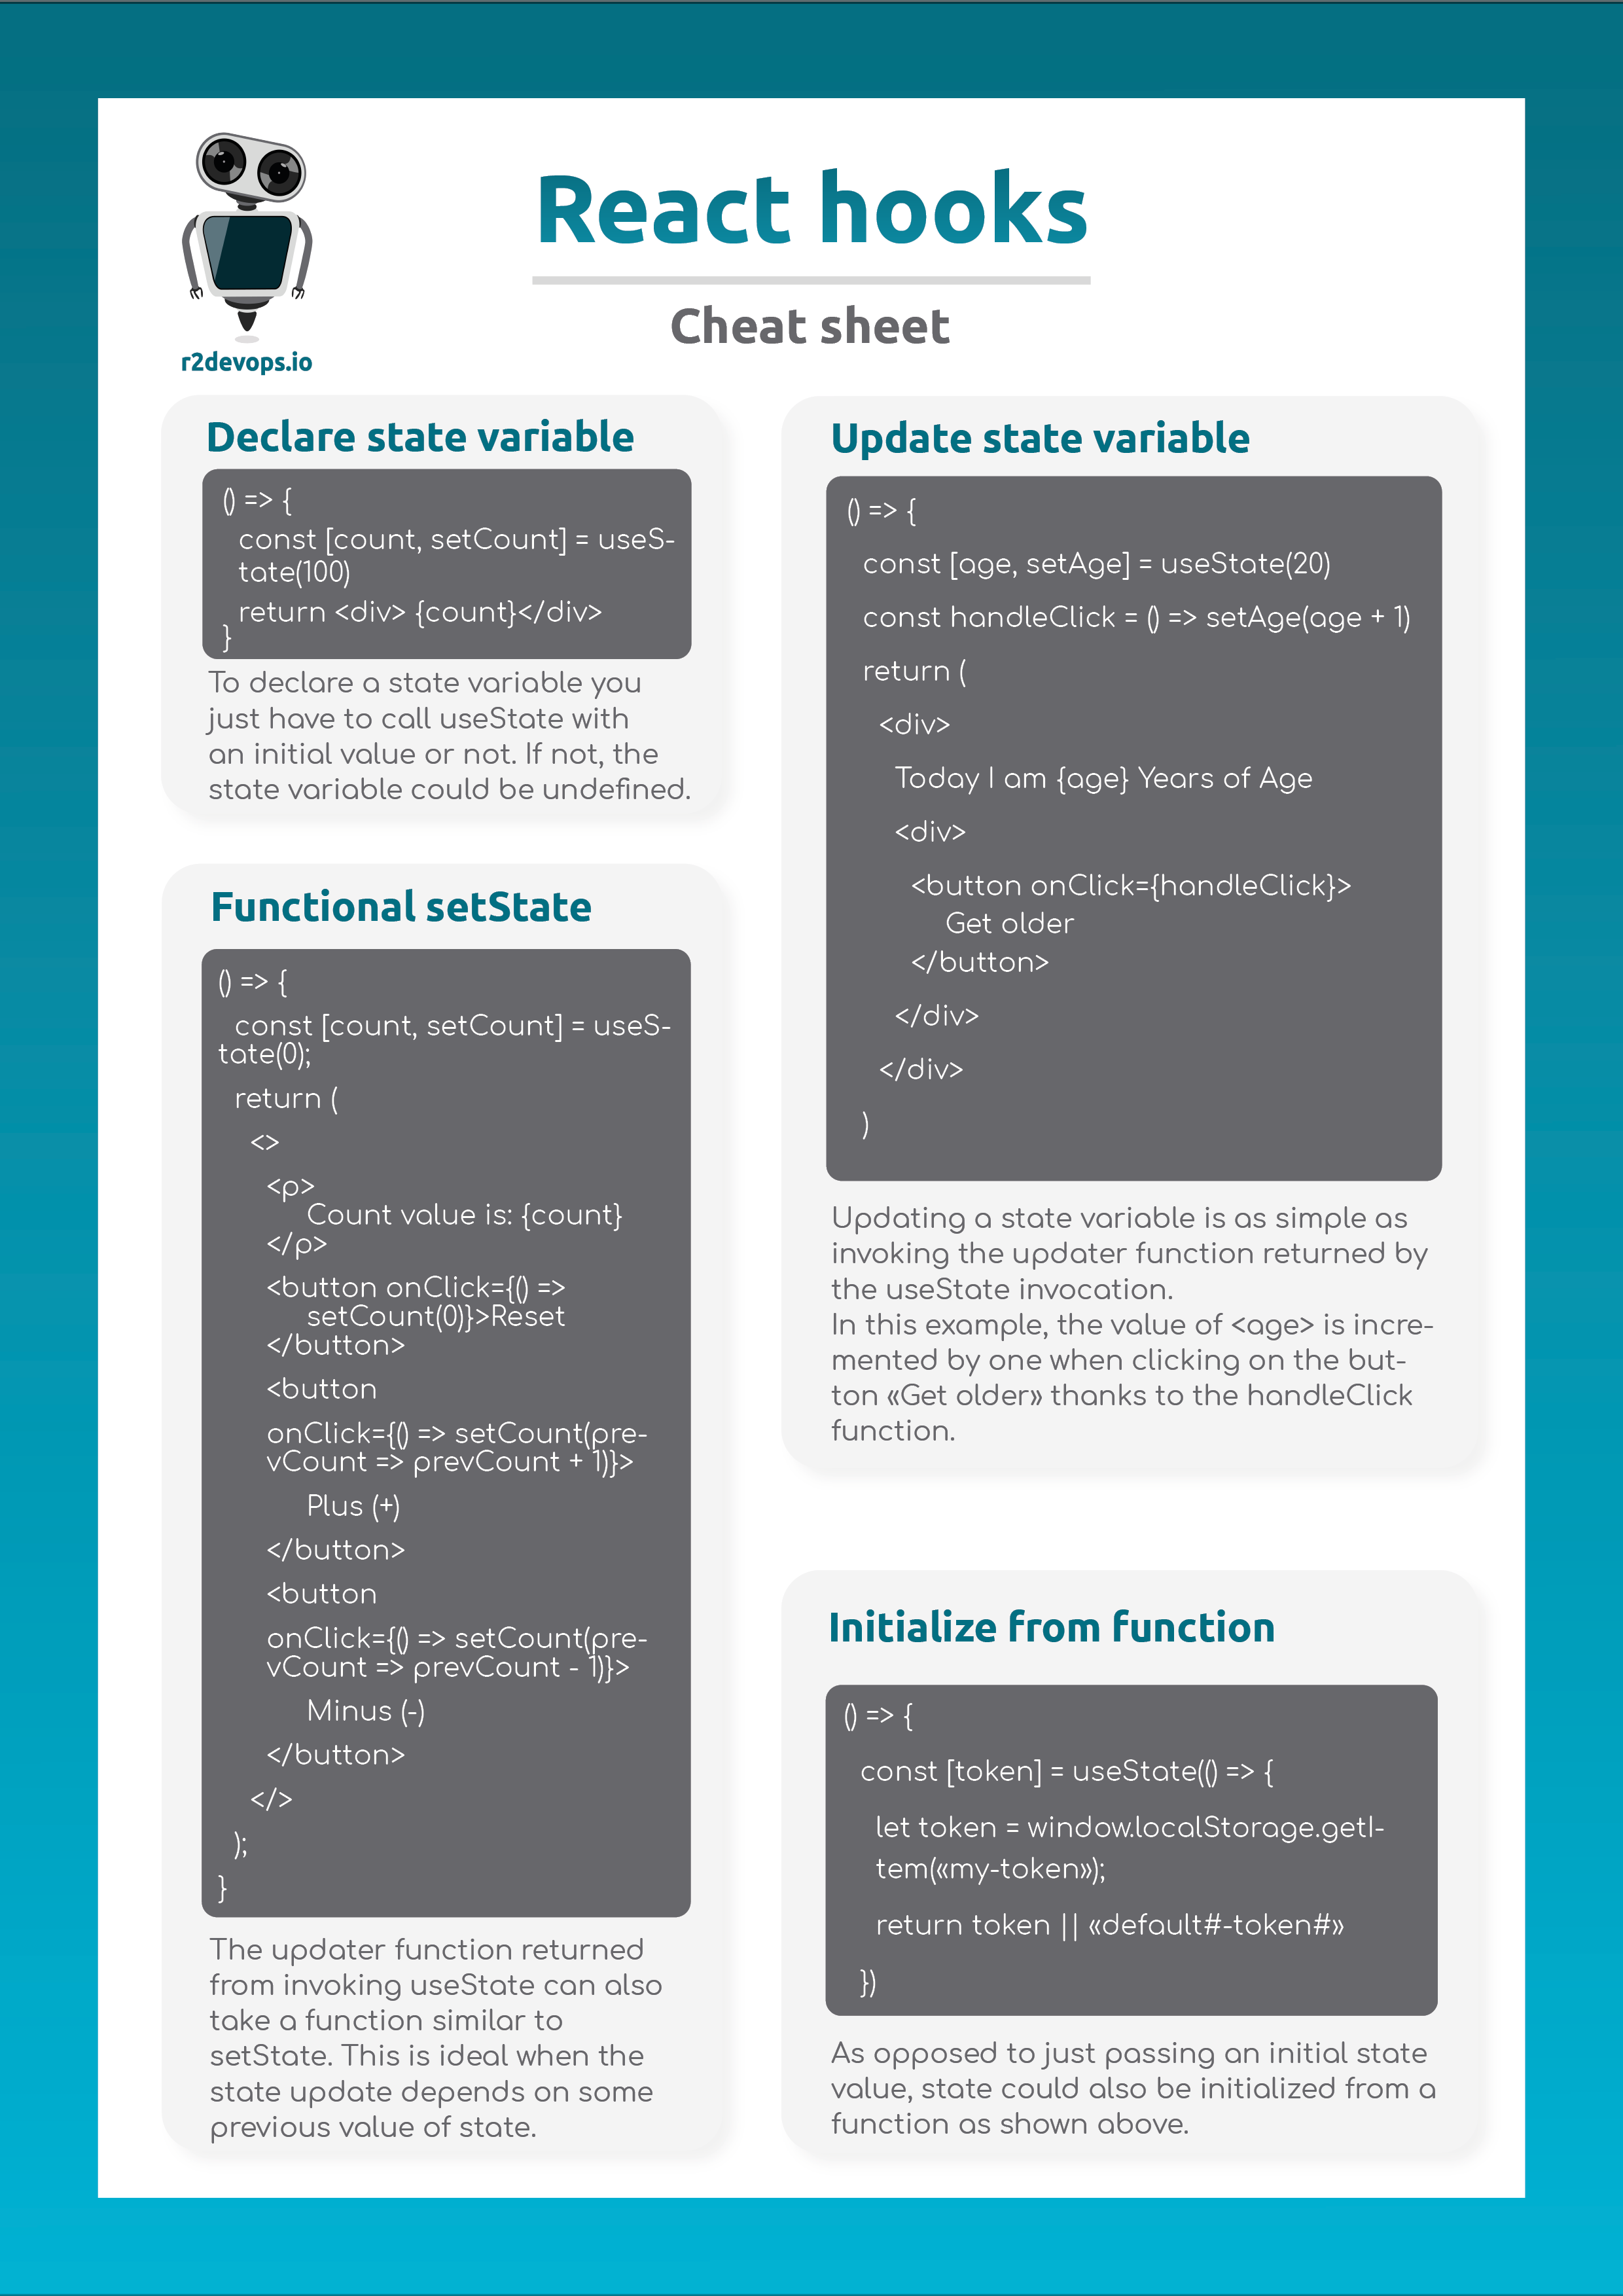 React hooks
Cheat sheet
r2devops.io
Declare state variable
() => {
const [count, setCount] = useS-
tate(100)
return <div> {count}</div>
}
To declare a state variable you
just have to call useState with
an initial value or not. If not, the
state variable could be undefined.
Functional setState
() => {
const [count, setCount] = useS-
tate(0);
return (
<>
<p>
Count value is: {count}
</p>
<button onClick={() =>
setCount(0)}>Reset
</button>
<button
onClick={() => setCount(pre-
vCount => prevCount + 1)}>
Plus (+)
</button>
<button
onClick={() => setCount(pre-
vCount => prevCount - 1)}>
Minus (-)
</button>
</>
);
}
The updater function returned
from invoking useState can also
take a function similar to
setState. This is ideal when the
state update depends on some
previous value of state.
Update state variable
() => {
const [age, setAge] = useState(20)
const handleClick = () => setAge(age + 1)
return (
<div>
Today I am {age} Years of Age
<div>
<button onClick={handleClick}>
Get older
</button>
</div>
</div>
)
Updating a state variable is as simple as
invoking the updater function returned by
the useState invocation.
In this example, the value of <age> is incre-
mented by one when clicking on the but-
ton «Get older» thanks to the handleClick
function.
Initialize from function
() => {
const [token] = useState(() => {
let token = window.localStorage.getI-
tem(«my-token»);
return token || «default#-token#»
})
As opposed to just passing an initial state
value, state could also be initialized from a
function as shown above.